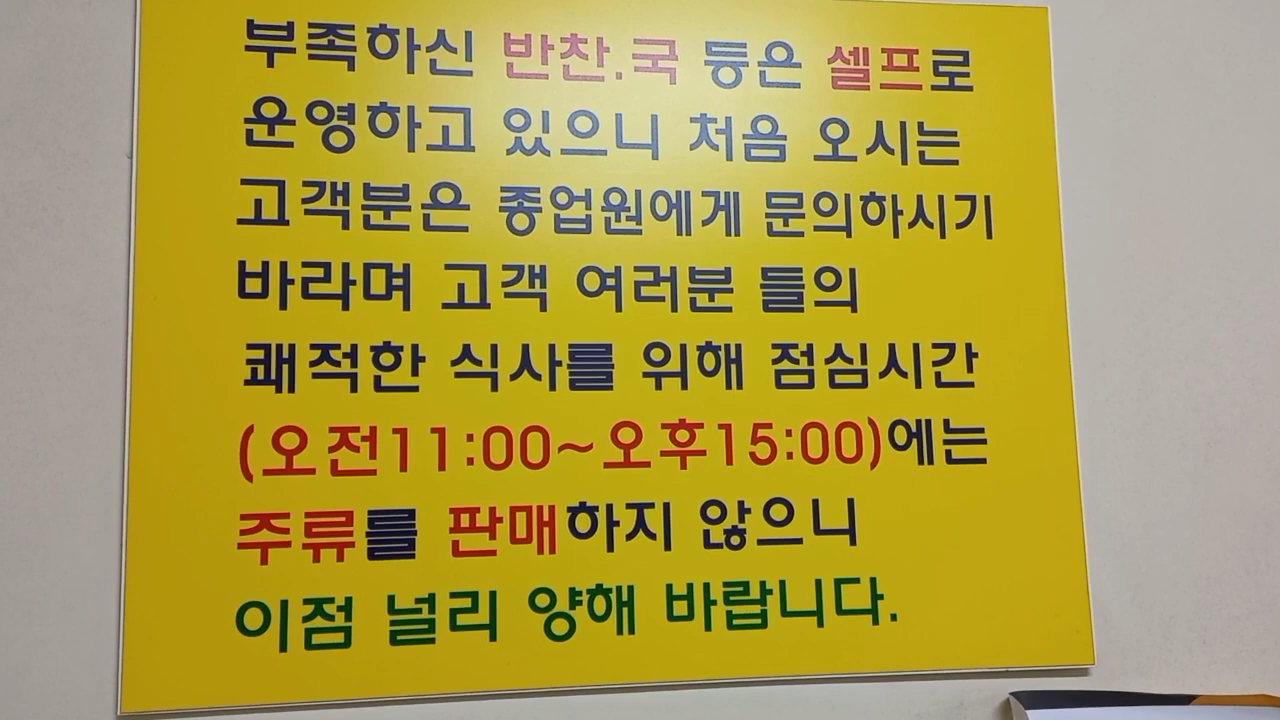 부족하신 반찬.국 등은 셀프로
운영하고 있으니 처음 오시는
고객분은 종업원에게 문의하시기
바라며 고객 여러분 들의
쾌적한 식사를 위해 점심시간
(오전11:00~오후15:00)에는
주류를 판매하지 않으니
이점 널리 양해 바랍니다.